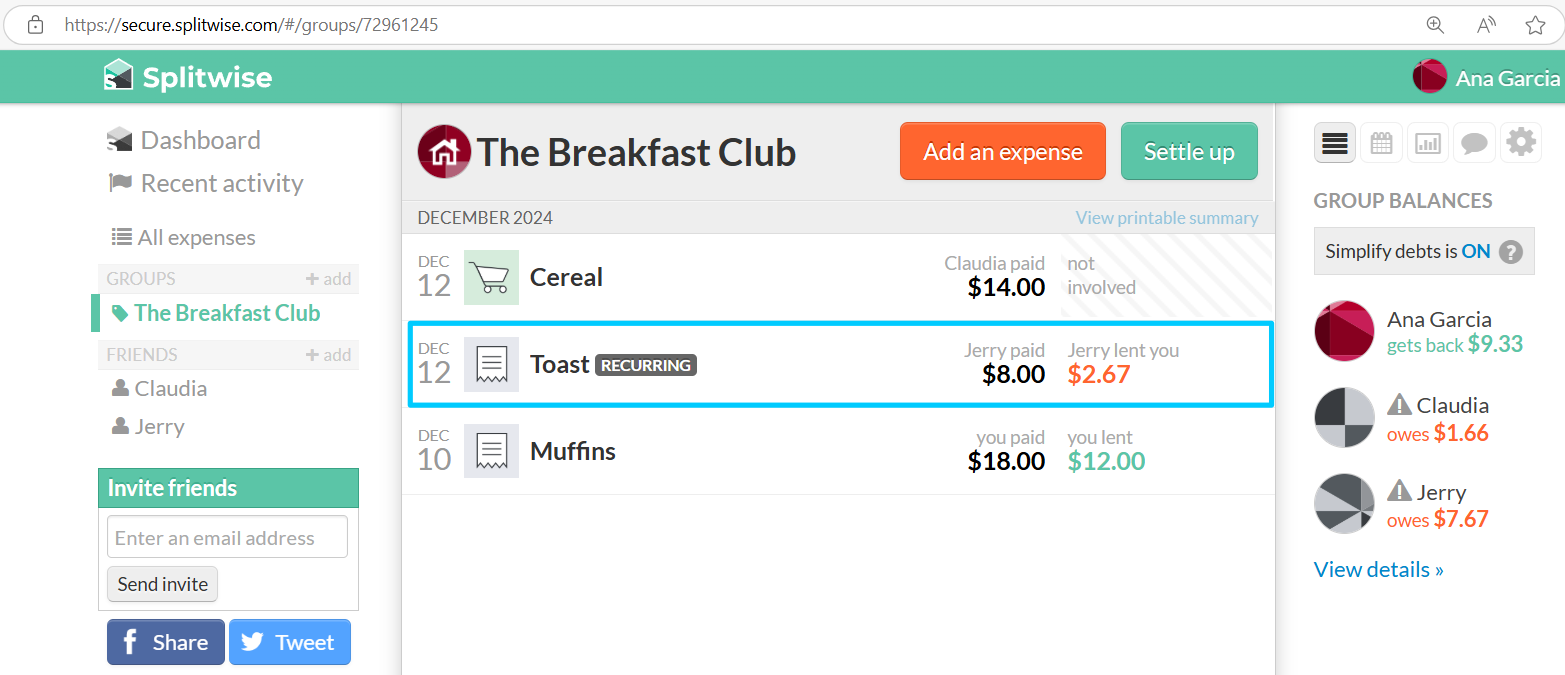 https://secure.splitwise.com/#/groups/72961245
Splitwise
Ana Garcia
Dashboard
Recent activity
All expenses
GROUPS + add
The Breakfast Club
FRIENDS + add
Claudia
Jerry
Invite friends
Enter an email address
Send invite
Share
Tweet
The Breakfast Club
Add an expense
Settle up
DECEMBER 2024
View printable summary
DEC
12
Cereal
Claudia paid
$14.00
not
involved
DEC
12
Toast RECURRING
Jerry paid
$8.00
Jerry lent you
$2.67
DEC
10
Muffins
you paid
$18.00
you lent
$12.00
GROUP BALANCES
Simplify debts is ON ?
Ana Garcia
gets back $9.33
Claudia
owes $1.66
Jerry
owes $7.67
View details »